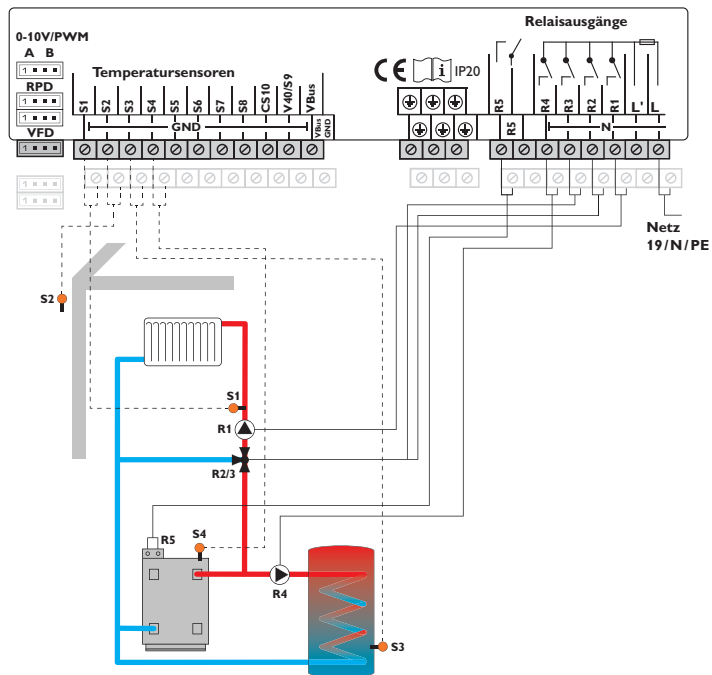 Relaisausgänge
0-10V/PWM
A B
RPD
VFD
Temperatursensoren
S1 S2 S3 S4 S5 S6 S7 S8 CS10 V40/S9 VBus
GND
VBus GND
CE i IP20
R5 R4 R3 R2 R1 L' L
R5 N
Netz
19/N/PE
S2
S1
R1
R2/3
R5
S4
R4
S3